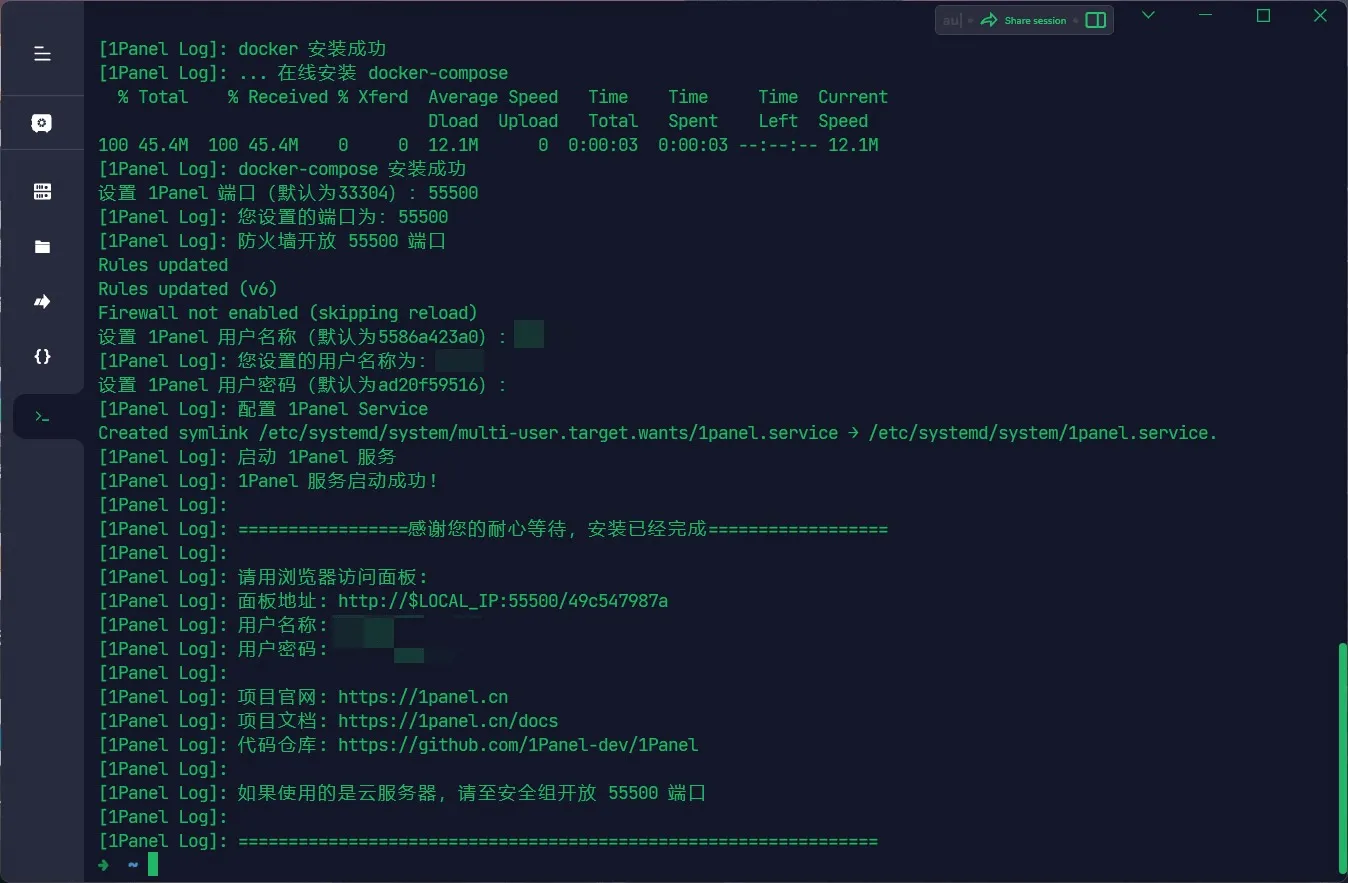 au|
Share session
[1Panel Log]: docker 安装成功
[1Panel Log]: ... 在线安装 docker-compose
% Total % Received % Xferd Average Speed Time Time Time Current
Dload Upload Total Spent Left Speed
100 45.4M 100 45.4M 0 0 12.1M 0 0:00:03 0:00:03 --:--:-- 12.1M
[1Panel Log]: docker-compose 安装成功
设置 1Panel 端口（默认为33304）: 55500
[1Panel Log]: 您设置的端口为: 55500
[1Panel Log]: 防火墙开放 55500 端口
Rules updated
Rules updated (v6)
Firewall not enabled (skipping reload)
设置 1Panel 用户名称（默认为5586a423a0）:
[1Panel Log]: 您设置的用户名称为:
设置 1Panel 用户密码（默认为ad20f59516）:
[1Panel Log]: 配置 1Panel Service
Created symlink /etc/systemd/system/multi-user.target.wants/1panel.service → /etc/systemd/system/1panel.service.
[1Panel Log]: 启动 1Panel 服务
[1Panel Log]: 1Panel 服务启动成功!
[1Panel Log]:
[1Panel Log]: =================感谢您的耐心等待，安装已经完成==================
[1Panel Log]:
[1Panel Log]: 请用浏览器访问面板:
[1Panel Log]: 面板地址: http://$LOCAL_IP:55500/49c547987a
[1Panel Log]: 用户名称:
[1Panel Log]: 用户密码:
[1Panel Log]:
[1Panel Log]: 项目官网: https://1panel.cn
[1Panel Log]: 项目文档: https://1panel.cn/docs
[1Panel Log]: 代码仓库: https://github.com/1Panel-dev/1Panel
[1Panel Log]:
[1Panel Log]: 如果使用的是云服务器，请至安全组开放 55500 端口
[1Panel Log]:
[1Panel Log]: ================================================================
→ ~